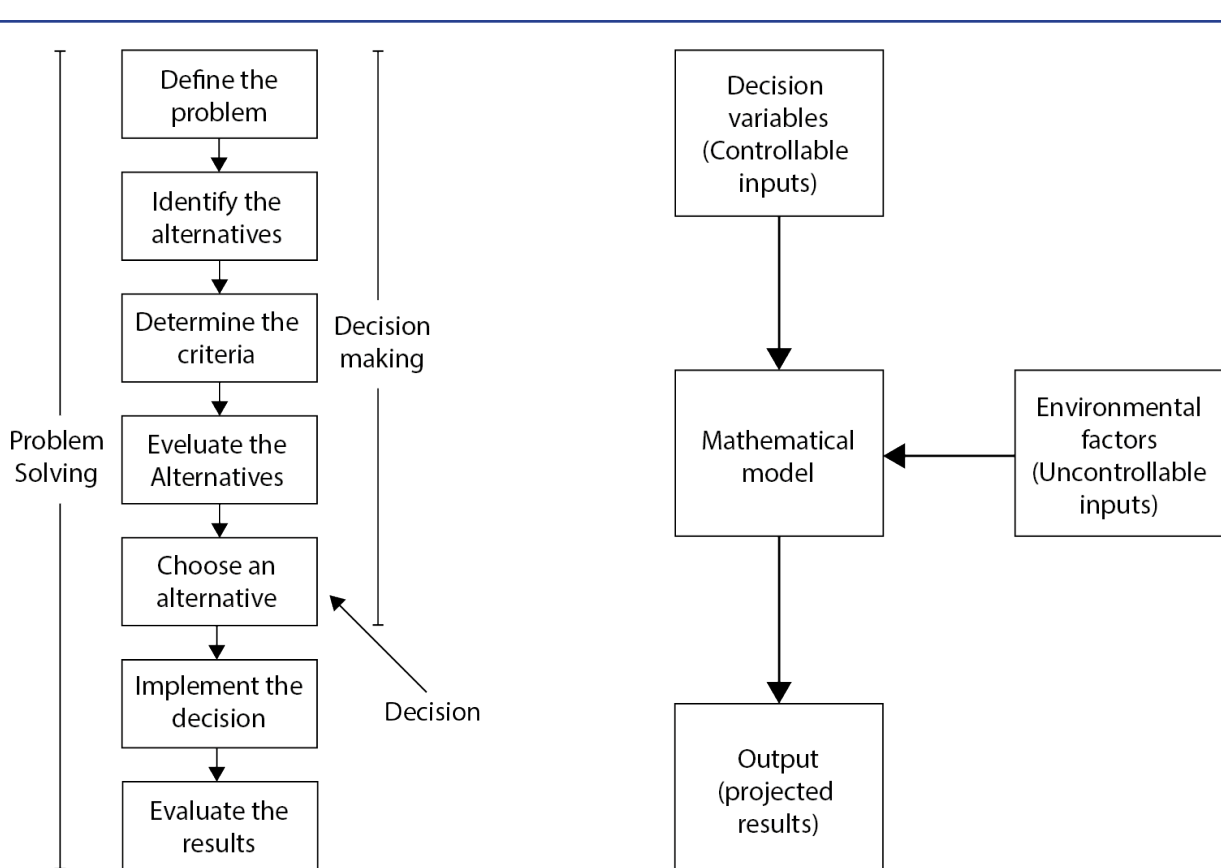 Define the
problem
Identify the
alternatives
Determine the
criteria
Eveluate the
Alternatives
Choose an
alternative
Implement the
decision
Evaluate the
results
Problem
Solving
Decision
making
Decision
Decision
variables
(Controllable
inputs)
Mathematical
model
Environmental
factors
(Uncontrollable
inputs)
Output
(projected
results)